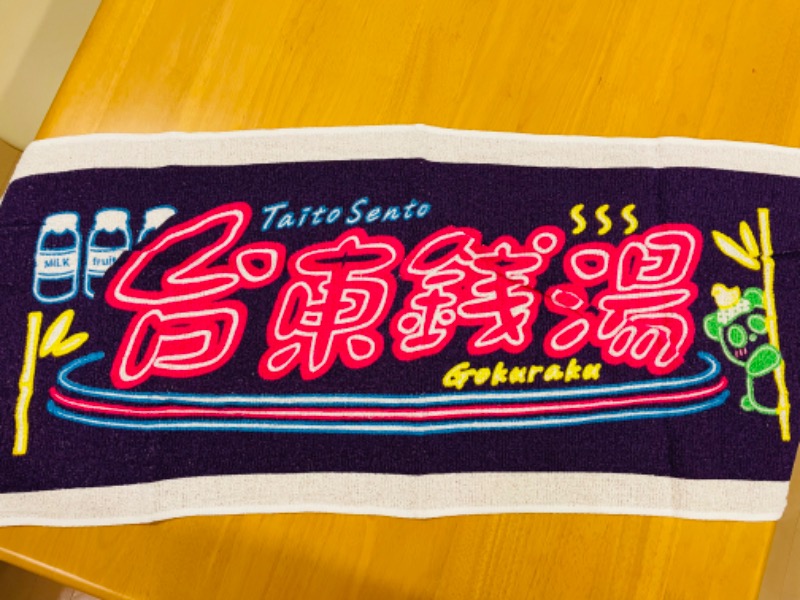 Taito Sento
MILK
fruit
台東銭湯
Gokuraku